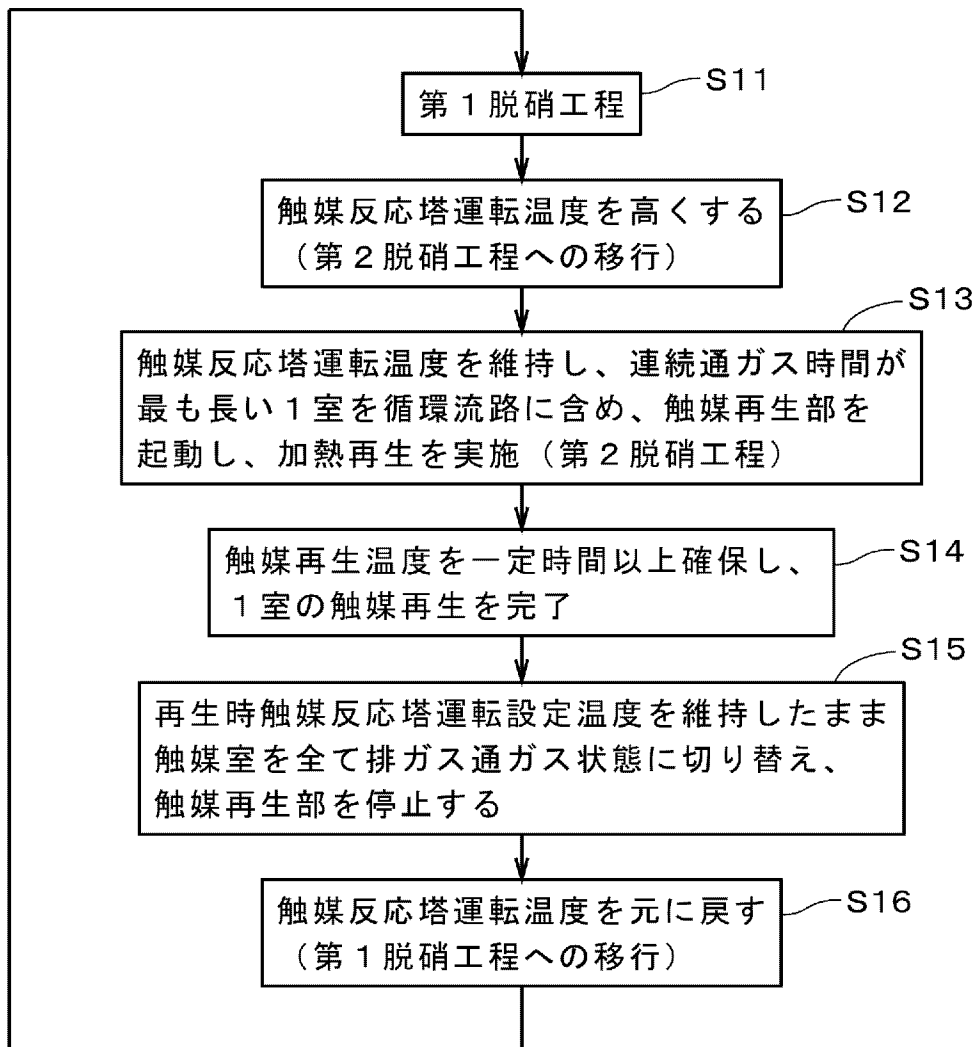 S11
第1脱硝工程
S12
触媒反応塔運転温度を高くする
（第2脱硝工程への移行）
S13
触媒反応塔運転温度を維持し、連続通ガス時間が
最も長い1室を循環流路に含め、触媒再生部を
起動し、加熱再生を実施（第2脱硝工程）
S14
触媒再生温度を一定時間以上確保し、
1室の触媒再生を完了
S15
再生時触媒反応塔運転設定温度を維持したまま
触媒室を全て排ガス通ガス状態に切り替え、
触媒再生部を停止する
S16
触媒反応塔運転温度を元に戻す
（第1脱硝工程への移行）